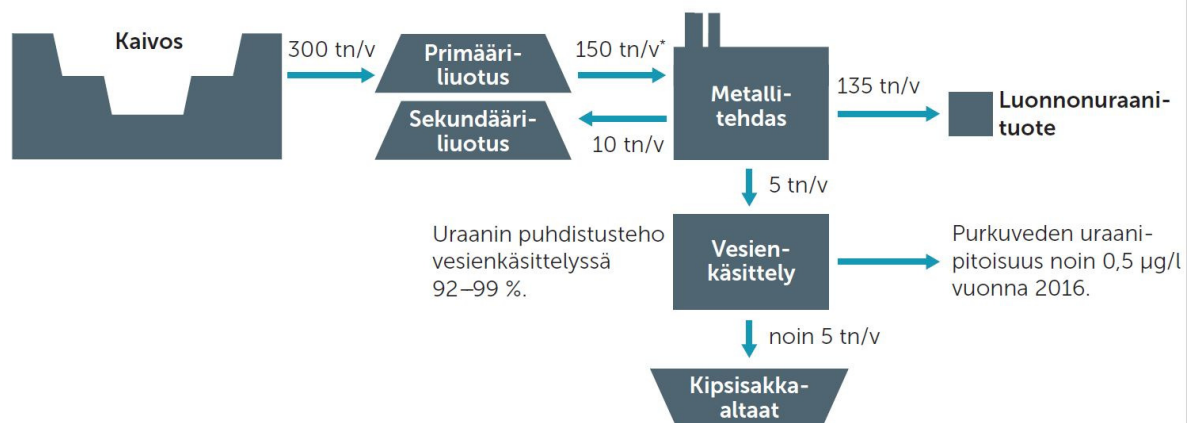 Kaivos
300 tn/v
Primääri-
liuotus
150 tn/v*
Sekundääri-
liuotus
10 tn/v
Metalli-
tehdas
135 tn/v
Luonnonuraani-
tuote
5 tn/v
Uraanin puhdistusteho
vesienkäsittelyssä
92–99 %.
Vesien-
käsittely
Purkuveden uraani-
pitoisuus noin 0,5 µg/l
vuonna 2016.
noin 5 tn/v
Kipsisakka-
altaat